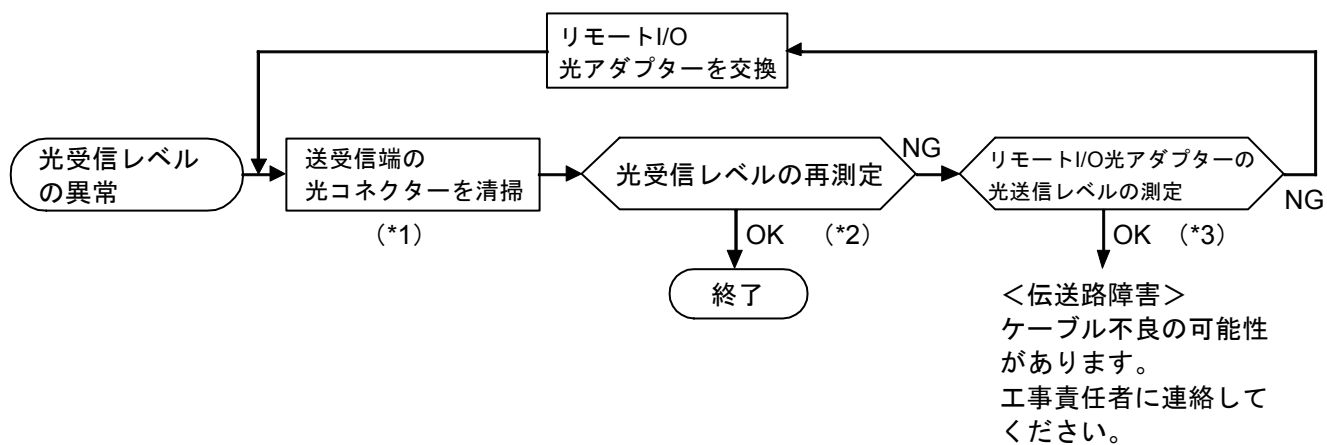 リモートI/O
光アダプターを交換
光受信レベル
の異常
送受信端の
光コネクターを清掃
(*1)
光受信レベルの再測定
NG
OK (*2)
終了
リモートI/O光アダプターの
光送信レベルの測定
NG
OK (*3)
＜伝送路障害＞
ケーブル不良の可能性
があります。
工事責任者に連絡して
ください。